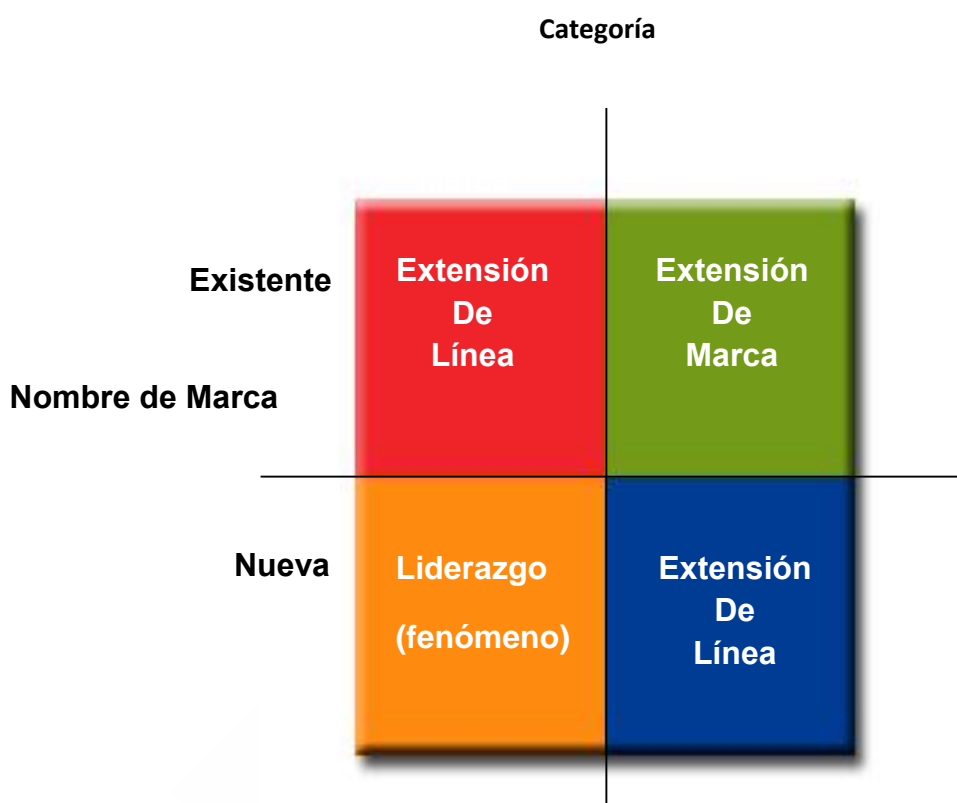 Categoría
Existente
Extensión
De
Línea
Extensión
De
Marca
Nombre de Marca
Nueva
Liderazgo
(fenómeno)
Extensión
De
Línea